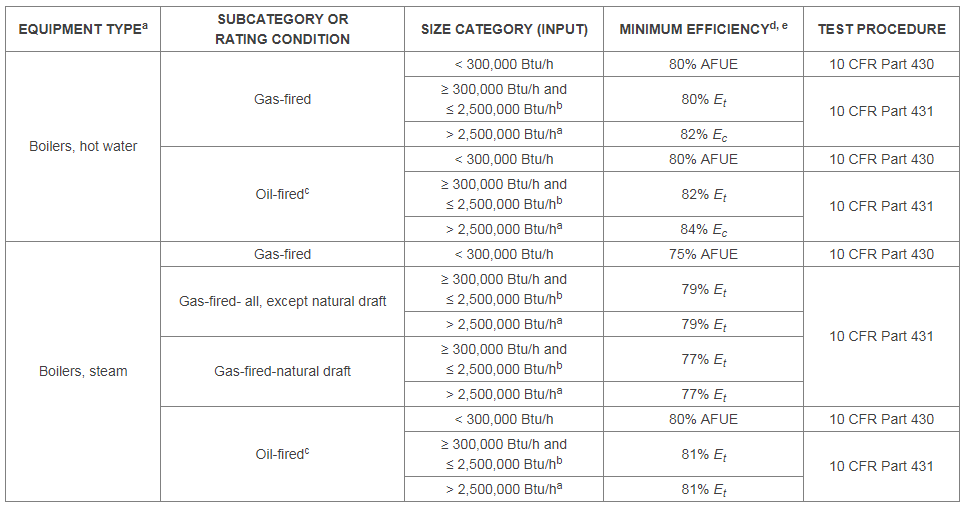 EQUIPMENT TYPEᵃ
SUBCATEGORY OR
RATING CONDITION
SIZE CATEGORY (INPUT)
MINIMUM EFFICIENCYᵈ, ᵉ
TEST PROCEDURE
Boilers, hot water
Gas-fired
< 300,000 Btu/h
80% AFUE
10 CFR Part 430
≥ 300,000 Btu/h and
≤ 2,500,000 Btu/hᵇ
80% Eₜ
10 CFR Part 431
> 2,500,000 Btu/hᵃ
82% E_c
Oil-firedᶜ
< 300,000 Btu/h
80% AFUE
10 CFR Part 430
≥ 300,000 Btu/h and
≤ 2,500,000 Btu/hᵇ
82% Eₜ
10 CFR Part 431
> 2,500,000 Btu/hᵃ
84% E_c
Boilers, steam
Gas-fired
< 300,000 Btu/h
75% AFUE
10 CFR Part 430
Gas-fired- all, except natural draft
≥ 300,000 Btu/h and
≤ 2,500,000 Btu/hᵇ
79% Eₜ
10 CFR Part 431
> 2,500,000 Btu/hᵃ
79% Eₜ
Gas-fired-natural draft
≥ 300,000 Btu/h and
≤ 2,500,000 Btu/hᵇ
77% Eₜ
> 2,500,000 Btu/hᵃ
77% Eₜ
Oil-firedᶜ
< 300,000 Btu/h
80% AFUE
10 CFR Part 430
≥ 300,000 Btu/h and
≤ 2,500,000 Btu/hᵇ
81% Eₜ
10 CFR Part 431
> 2,500,000 Btu/hᵃ
81% Eₜ